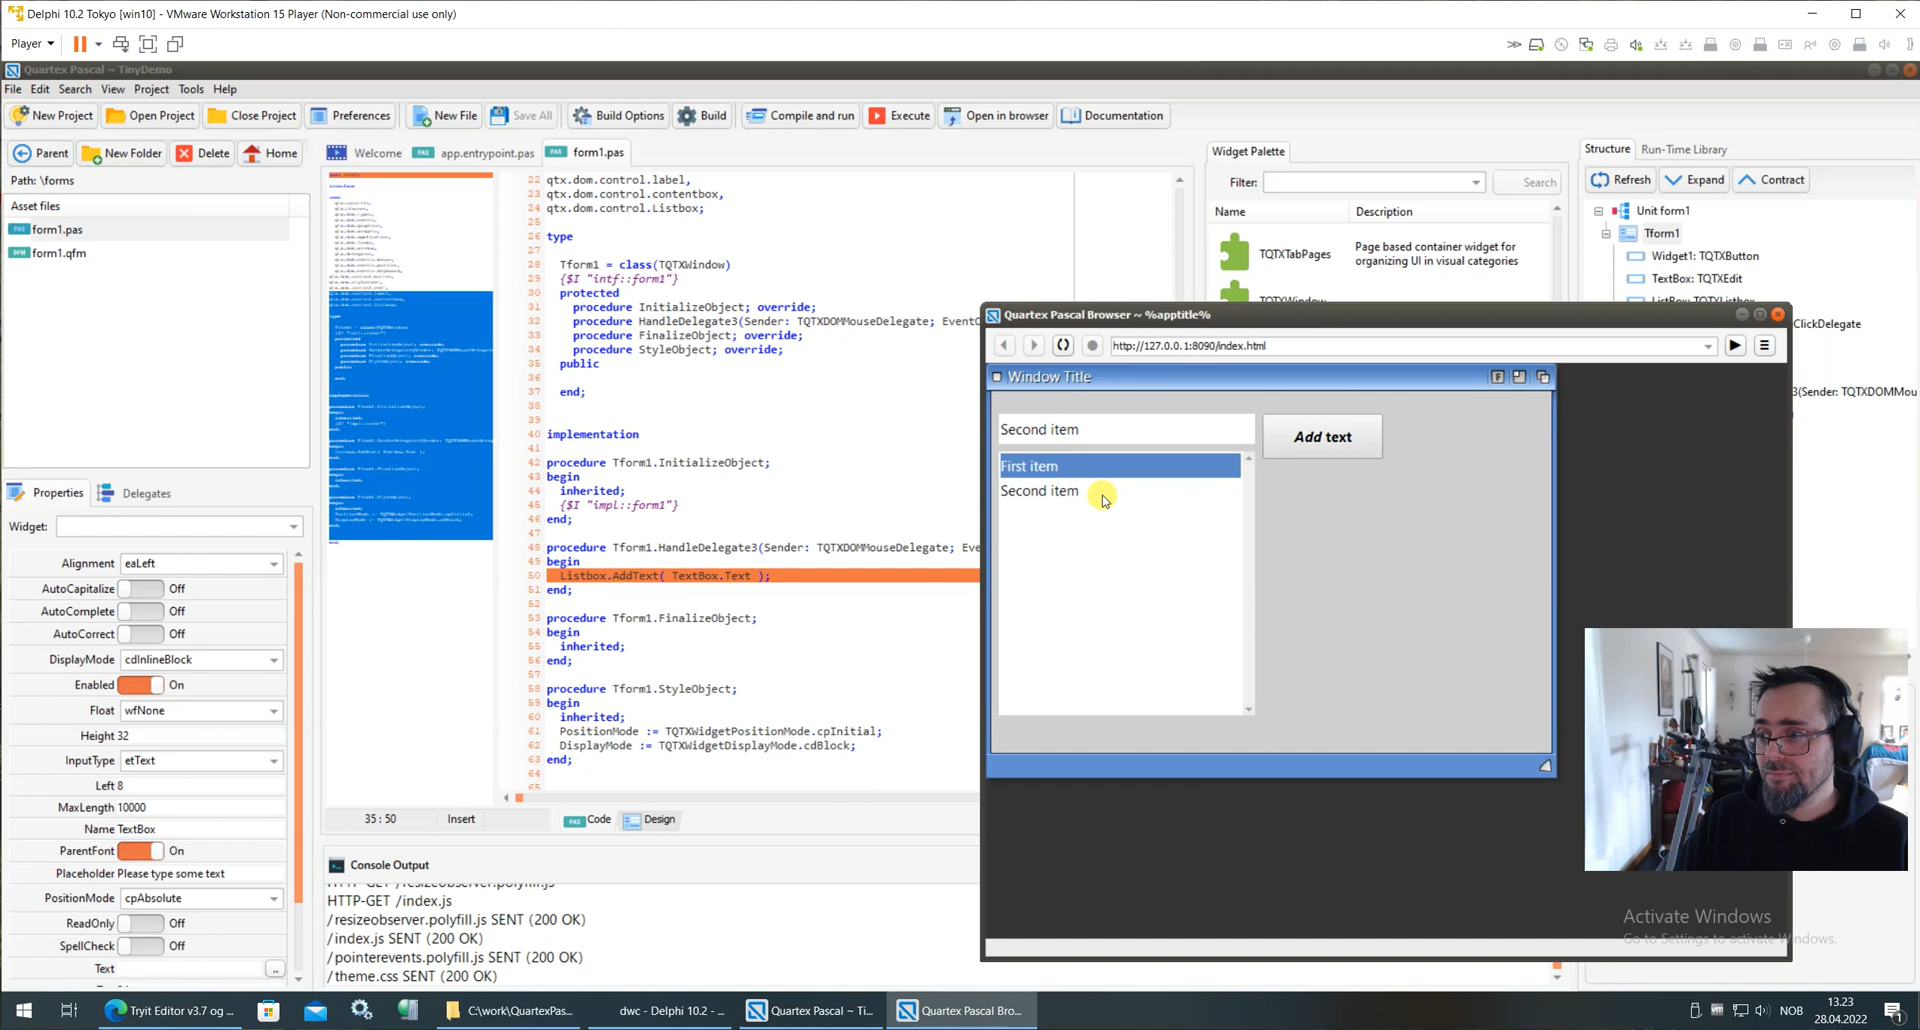 Delphi 10.2 Tokyo [win10] - VMware Workstation 15 Player (Non-commercial use only)
Player
Quartex Pascal ~ TinyDemo
File Edit Search View Project Tools Help
New Project Open Project Close Project Preferences New File Save All Build Options Build Compile and run Execute Open in browser Documentation
Parent New Folder Delete Home
Path: \forms
Asset files
form1.pas
form1.qfm
Welcome app.entrypoint.pas form1.pas
22 qtx.dom.control.label,
23 qtx.dom.control.contentbox,
24 qtx.dom.control.Listbox;
25
26 type
27
28 Tform1 = class(TQTXWindow)
29 {$I "intf::form1"}
30 protected
31 procedure InitializeObject; override;
32 procedure HandleDelegate3(Sender: TQTXDOMMouseDelegate; EventO
33 procedure FinalizeObject; override;
34 procedure StyleObject; override;
35 public
36
37 end;
38
39
40 implementation
41
42 procedure Tform1.InitializeObject;
43 begin
44 inherited;
45 {$I "impl::form1"}
46 end;
47
48 procedure Tform1.HandleDelegate3(Sender: TQTXDOMMouseDelegate; Eve
49 begin
50 Listbox.AddText( TextBox.Text );
51 end;
52
53 procedure Tform1.FinalizeObject;
54 begin
55 inherited;
56 end;
57
58 procedure Tform1.StyleObject;
59 begin
60 inherited;
61 PositionMode := TQTXWidgetPositionMode.cpInitial;
62 DisplayMode := TQTXWidgetDisplayMode.cdBlock;
63 end;
64
65
35 : 50 Insert Code Design
Console Output
HTTP-GET /resizeobserver.polyfill.js
HTTP-GET /index.js
/resizeobserver.polyfill.js SENT (200 OK)
/index.js SENT (200 OK)
/pointerevents.polyfill.js SENT (200 OK)
/theme.css SENT (200 OK)
Properties Delegates
Widget:
Alignment eaLeft
AutoCapitalize Off
AutoComplete Off
AutoCorrect Off
DisplayMode cdInlineBlock
Enabled On
Float wfNone
Height 32
InputType etText
Left 8
MaxLength 10000
Name TextBox
ParentFont On
Placeholder Please type some text
PositionMode cpAbsolute
ReadOnly Off
SpellCheck Off
Text ..
Widget Palette
Filter: Search
Name Description
TQTXTabPages Page based container widget for
organizing UI in visual categories
TQTXWindow
Structure Run-Time Library
Refresh Expand Contract
Unit form1
Tform1
Widget1: TQTXButton
TextBox: TQTXEdit
ListBox: TQTXListbox
ClickDelegate
3(Sender: TQTXDOMMou
Quartex Pascal Browser ~ %apptitle%
http://127.0.0.1:8090/index.html
Window Title
Second item Add text
First item
Second item
Activate Windows
Go to Settings to activate Windows.
Tryit Editor v3.7 og ... C:\work\QuartexPas... dwc - Delphi 10.2 - ... Quartex Pascal ~ Ti... Quartex Pascal Bro...
NOB 13.23
28.04.2022
1